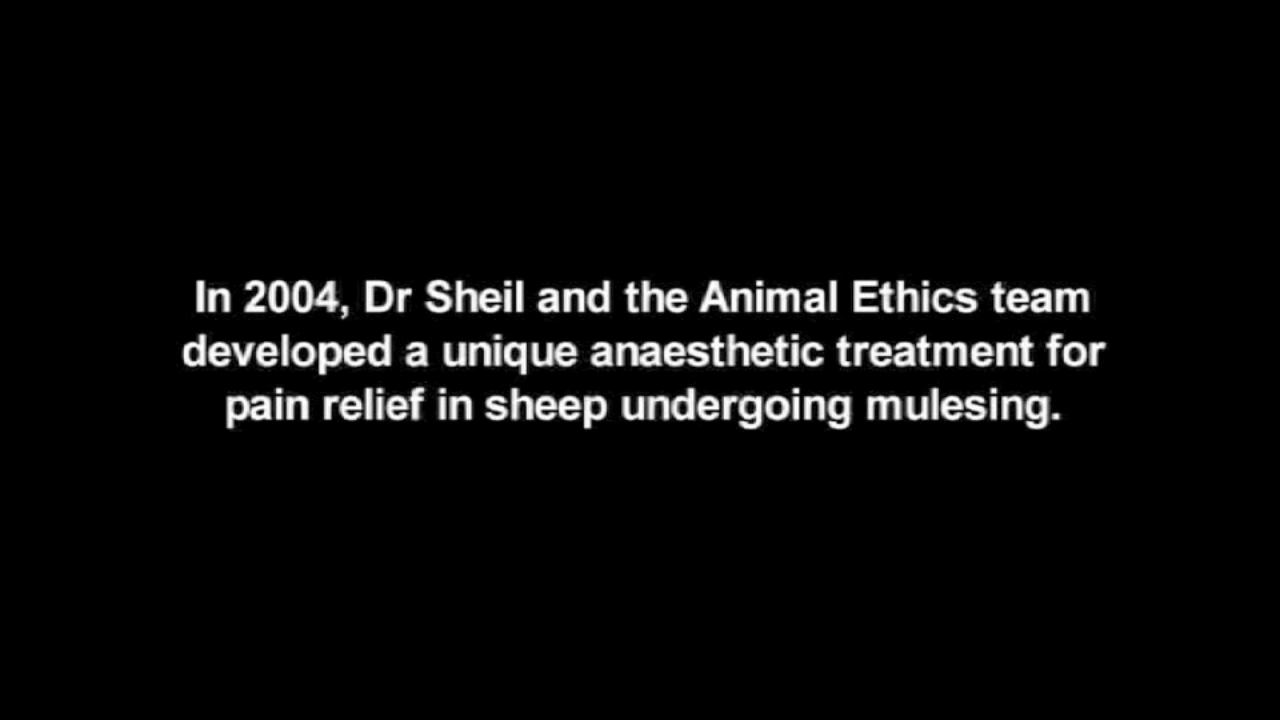 In 2004, Dr Sheil and the Animal Ethics team
developed a unique anaesthetic treatment for
pain relief in sheep undergoing mulesing.